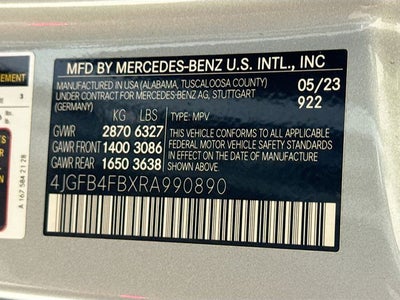 MFD BY MERCEDES-BENZ U.S. INTL., INC
MANUFACTURED IN USA (ALABAMA, TUSCALOOSA COUNTY)
UNDER CONTRACT FOR MERCEDES-BENZ AG, STUTTGART
(GERMANY)
05/23
922
KG LBS
TYPE: MPV
GVWR 2870 6327
GAWR FRONT 1400 3086
GAWR REAR 1650 3638
THIS VEHICLE CONFORMS TO ALL
APPLICABLE FEDERAL MOTOR VEHICLE
SAFETY STANDARDS IN EFFECT ON THE
DATE OF MANUFACTURE SHOWN ABOVE.
4JGFB4FBXRA990890
EMENT
3
A 167 584 21 28